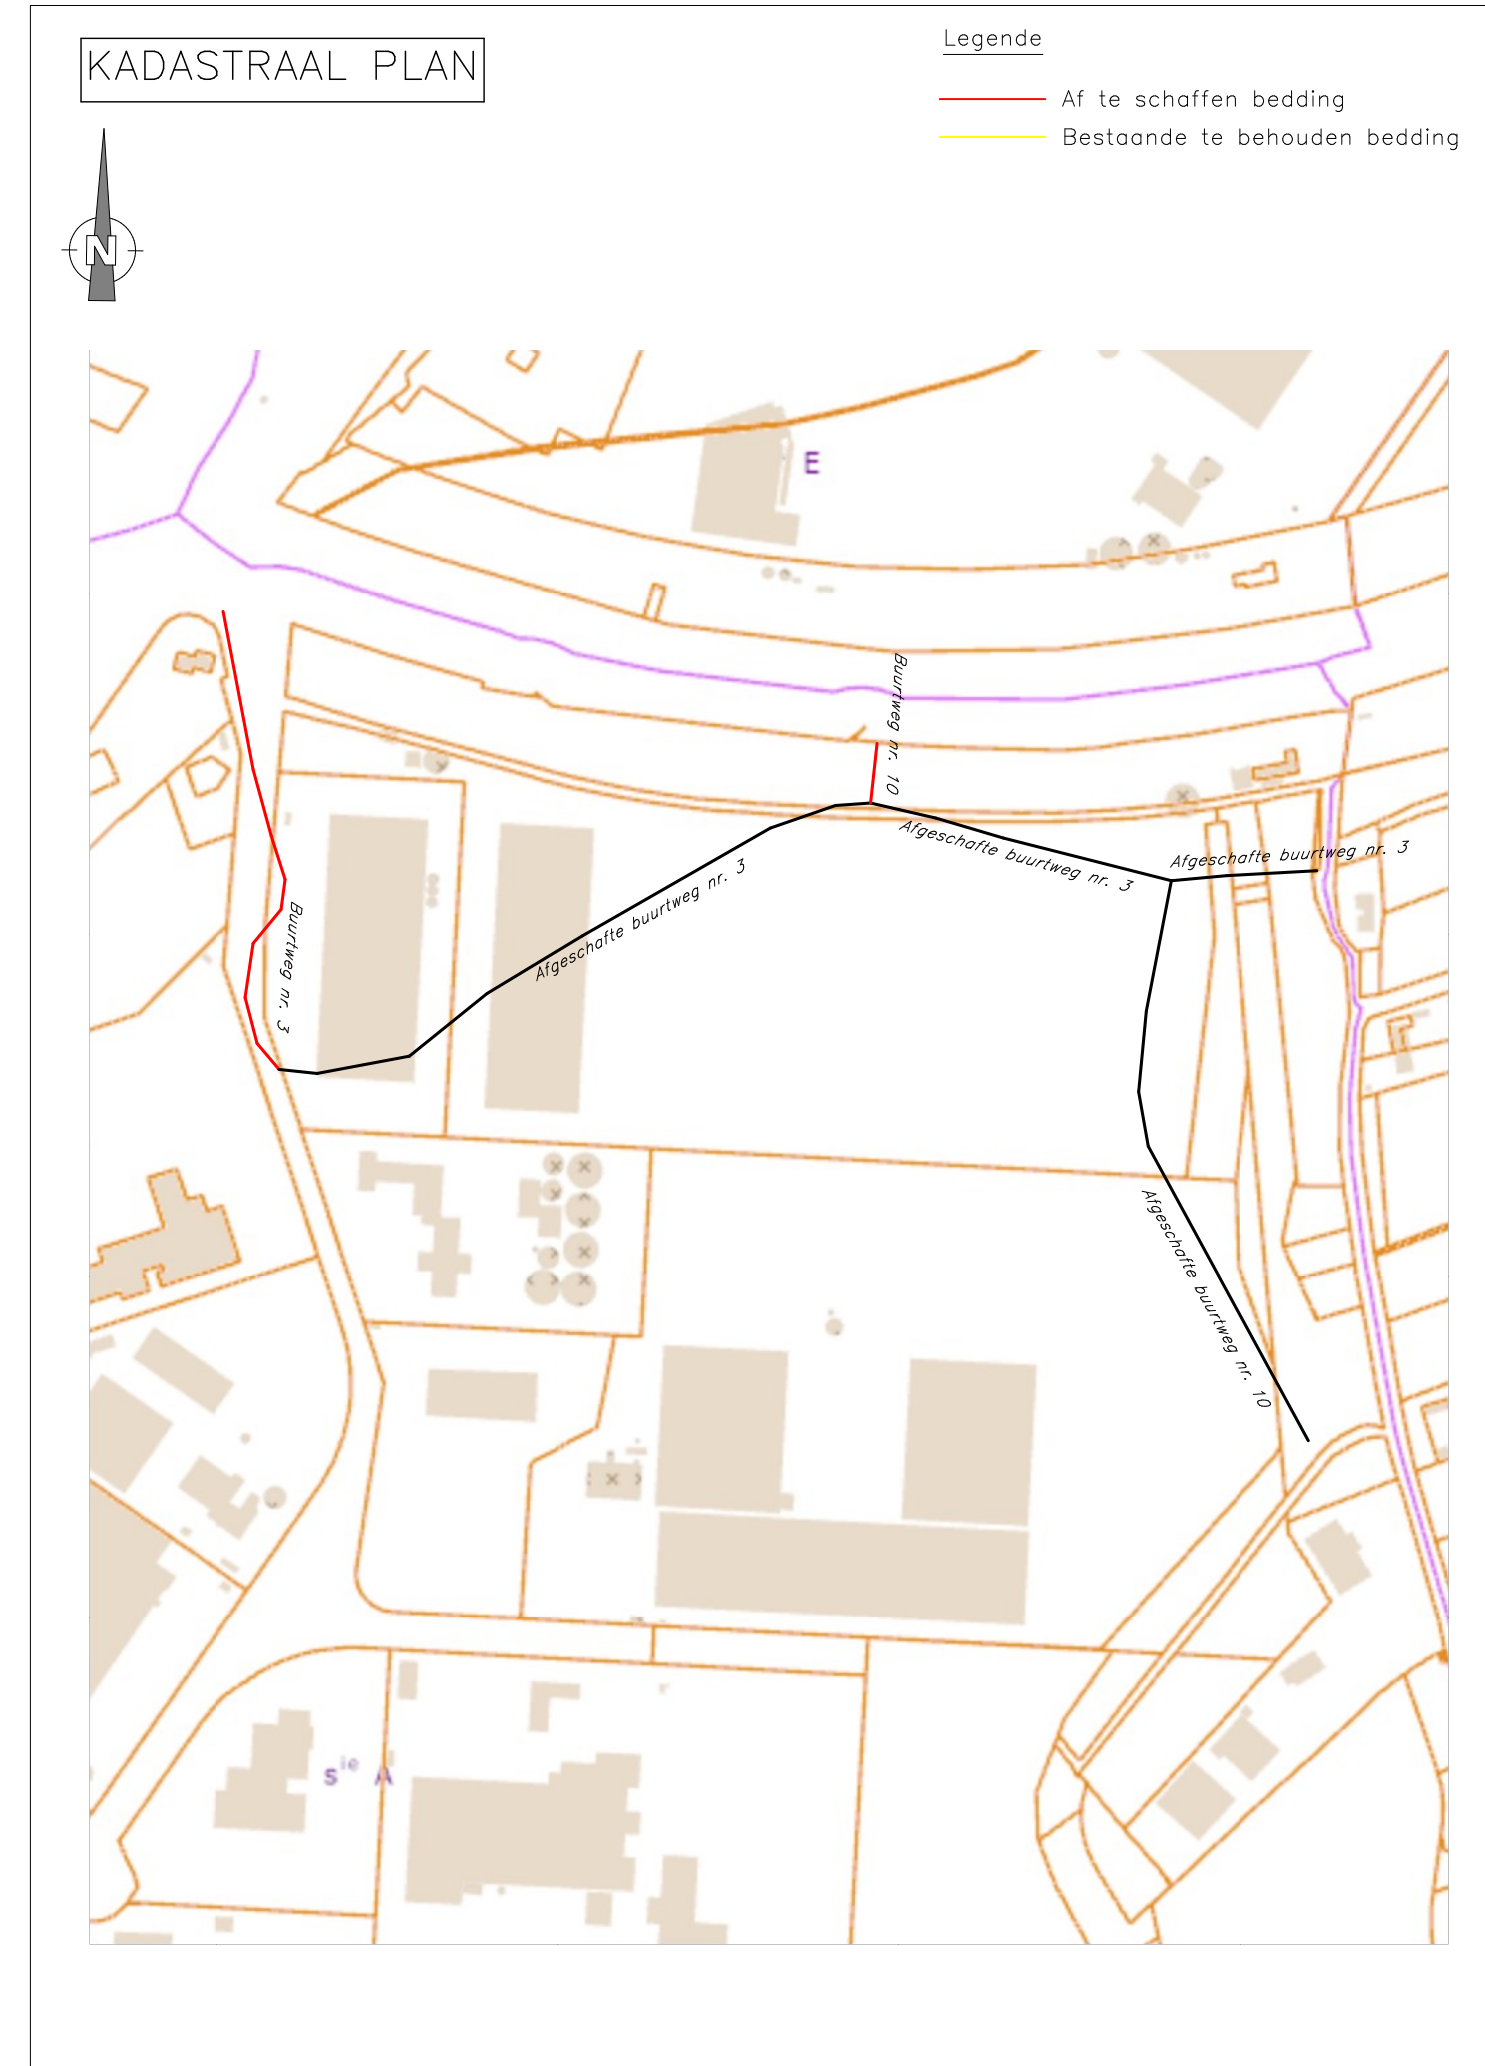 KADASTRAAL PLAN
Legende
Af te schaffen bedding
Bestaande te behouden bedding
N
E
Buurtweg nr. 10
Afgeschafte buurtweg nr. 3
Afgeschafte buurtweg nr. 3
Afgeschafte buurtweg nr. 3
Buurtweg nr. 3
Afgeschafte buurtweg nr. 10
sie A